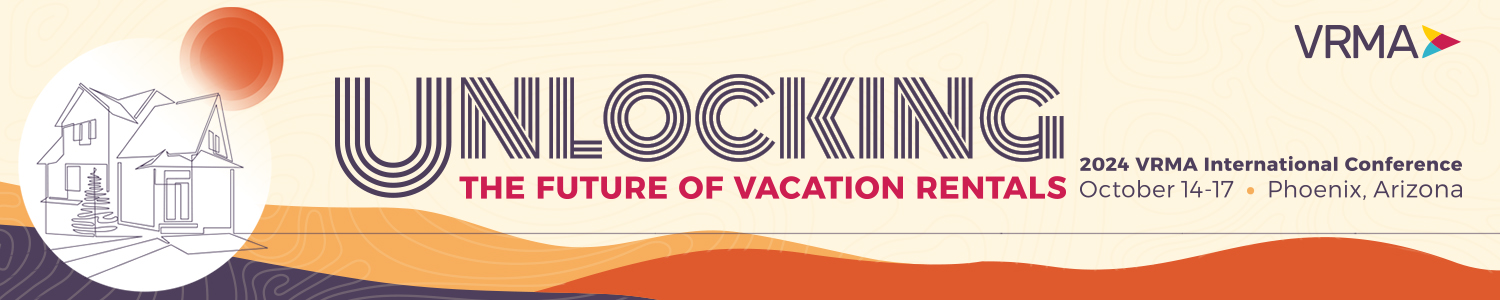 VRMA
UNLOCKING
THE FUTURE OF VACATION RENTALS
2024 VRMA International Conference
October 14-17 • Phoenix, Arizona